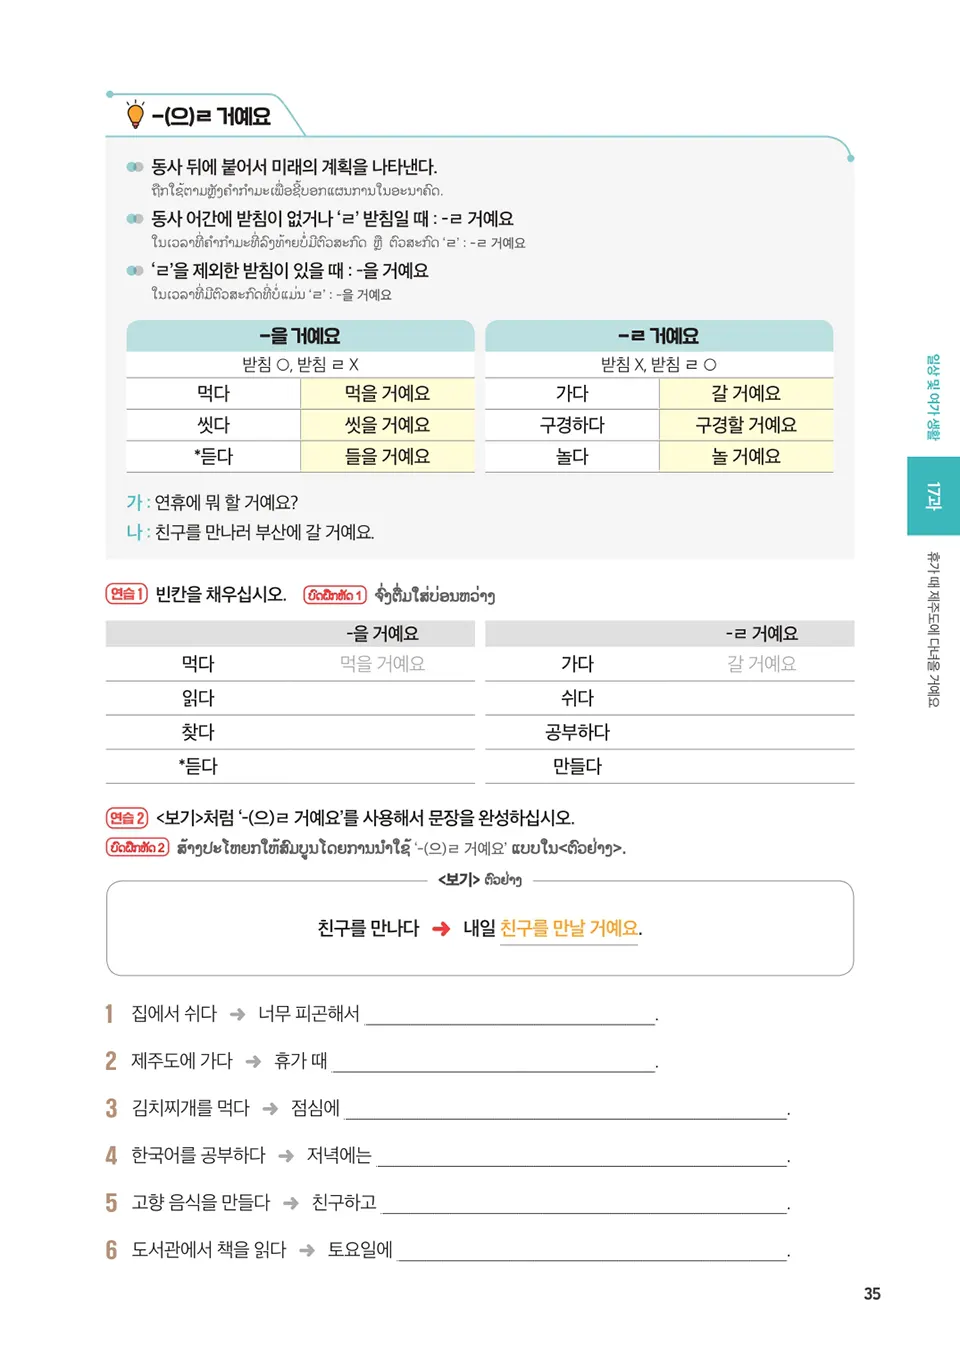 -(으)ㄹ 거예요
동사 뒤에 붙어서 미래의 계획을 나타낸다.
ຖືກໃຊ້ຕາມຫຼັງຄຳກຳມະເພື່ອຊີ້ບອກແຜນການໃນອະນາຄົດ.
동사 어간에 받침이 없거나 ‘ㄹ’ 받침일 때 : -ㄹ 거예요
ໃນເວລາທີ່ຄຳກຳມະທີ່ລົງທ້າຍບໍ່ມີຕົວສະກົດ ຫຼື ຕົວສະກົດ ‘ㄹ’ : -ㄹ 거예요
‘ㄹ’을 제외한 받침이 있을 때 : -을 거예요
ໃນເວລາທີ່ມີຕົວສະກົດທີ່ບໍ່ແມ່ນ ‘ㄹ’ : -을 거예요
-을 거예요 -ㄹ 거예요
받침 O, 받침 ㄹ X 받침 X, 받침 ㄹ O
먹다 먹을 거예요 가다 갈 거예요
씻다 씻을 거예요 구경하다 구경할 거예요
*듣다 들을 거예요 놀다 놀 거예요
가 : 연휴에 뭐 할 거예요?
나 : 친구를 만나러 부산에 갈 거예요.
연습 1 빈칸을 채우십시오. ບົດຝຶກຫັດ 1 ຈົ່ງຕື່ມໃສ່ບ່ອນຫວ່າງ
-을 거예요 -ㄹ 거예요
먹다 먹을 거예요 가다 갈 거예요
읽다 쉬다
찾다 공부하다
*듣다 만들다
연습 2 <보기>처럼 ‘-(으)ㄹ 거예요’를 사용해서 문장을 완성하십시오.
ບົດຝຶກຫັດ 2 ສ້າງປະໂຫຍກໃຫ້ສົມບູນໂດຍການນຳໃຊ້ ‘-(으)ㄹ 거예요’ ແບບໃນ<ຕົວຢ່າງ>.
<보기> ຕົວຢ່າງ
친구를 만나다 ➜ 내일 친구를 만날 거예요.
1 집에서 쉬다 ➜ 너무 피곤해서 .
2 제주도에 가다 ➜ 휴가 때 .
3 김치찌개를 먹다 ➜ 점심에 .
4 한국어를 공부하다 ➜ 저녁에는 .
5 고향 음식을 만들다 ➜ 친구하고 .
6 도서관에서 책을 읽다 ➜ 토요일에 .
일상 및 여가 생활
17과
휴가 때 제주도에 다녀올 거예요
35